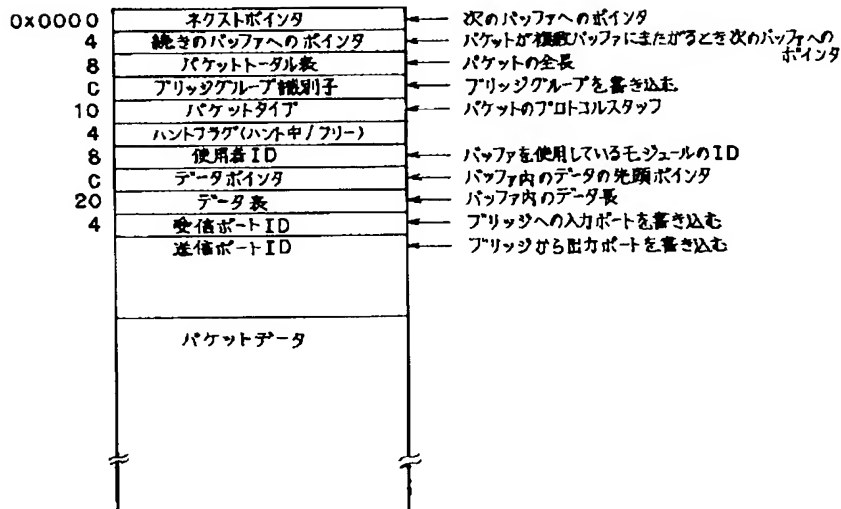 0x0000 ネクストポインタ ← 次のバッファへのポインタ
4 続きのバッファへのポインタ ← パケットが複数バッファにまたがるとき次のバッファへの
ポインタ
8 パケットトータル表 ← パケットの全長
C ブリッジグループ識別子 ← ブリッジグループを書き込む
10 パケットタイプ ← パケットのプロトコルスタッフ
4 ハントフラグ(ハント中/フリー)
8 使用者ID ← バッファを使用しているモジュールのID
C データポインタ ← バッファ内のデータの先頭ポインタ
20 データ表 ← バッファ内のデータ長
4 受信ポートID ← ブリッジへの入力ポートを書き込む
送信ポートID ← ブリッジから出力ポートを書き込む
パケットデータ